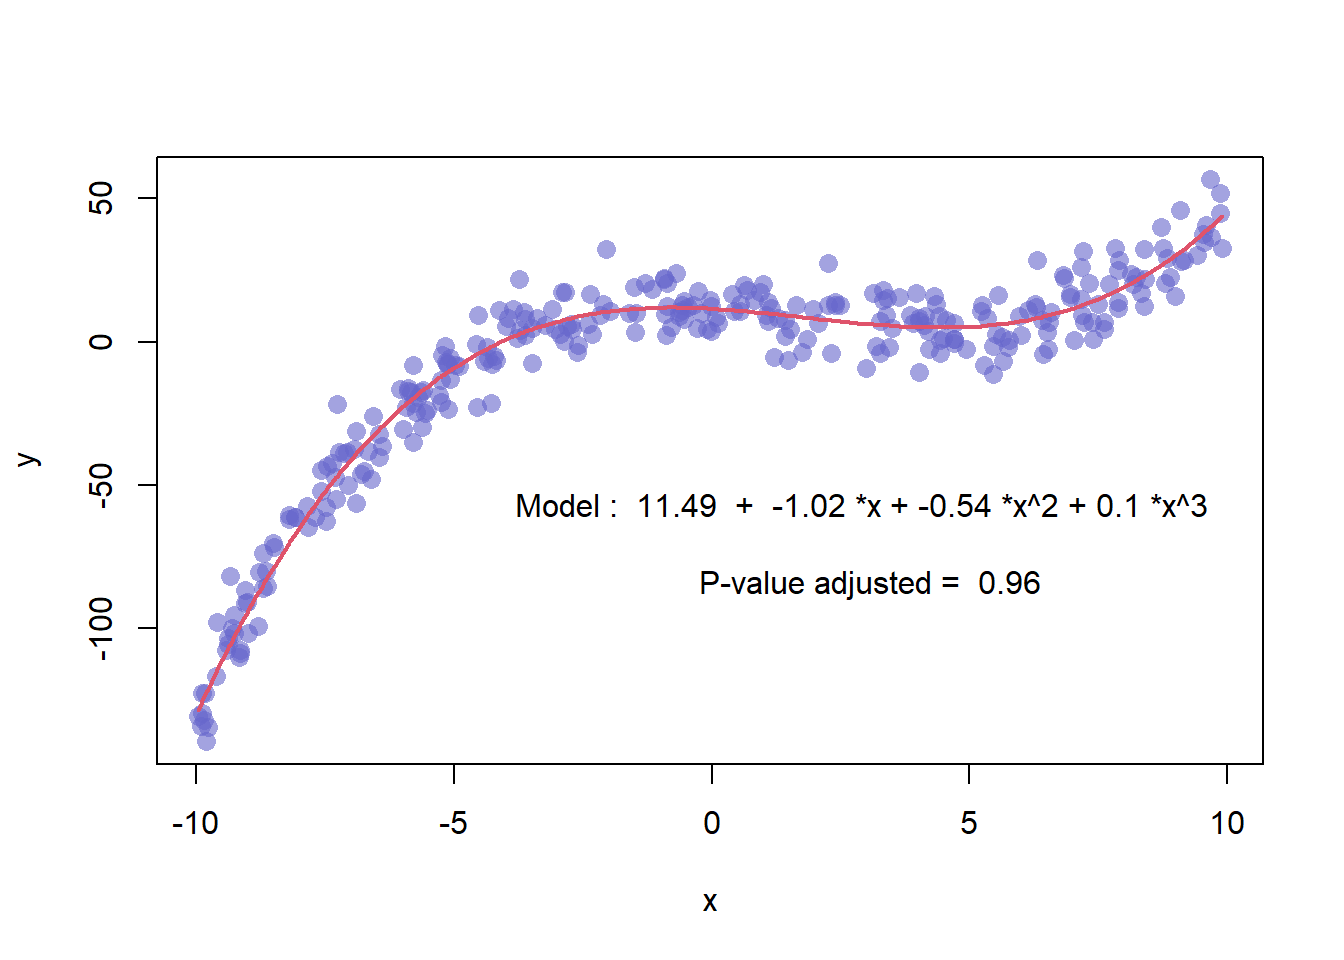 50
0
-50
-100
y
Model :  11.49  +  -1.02 *x + -0.54 *x^2 + 0.1 *x^3
P-value adjusted =  0.96
-10 -5 0 5 10
x